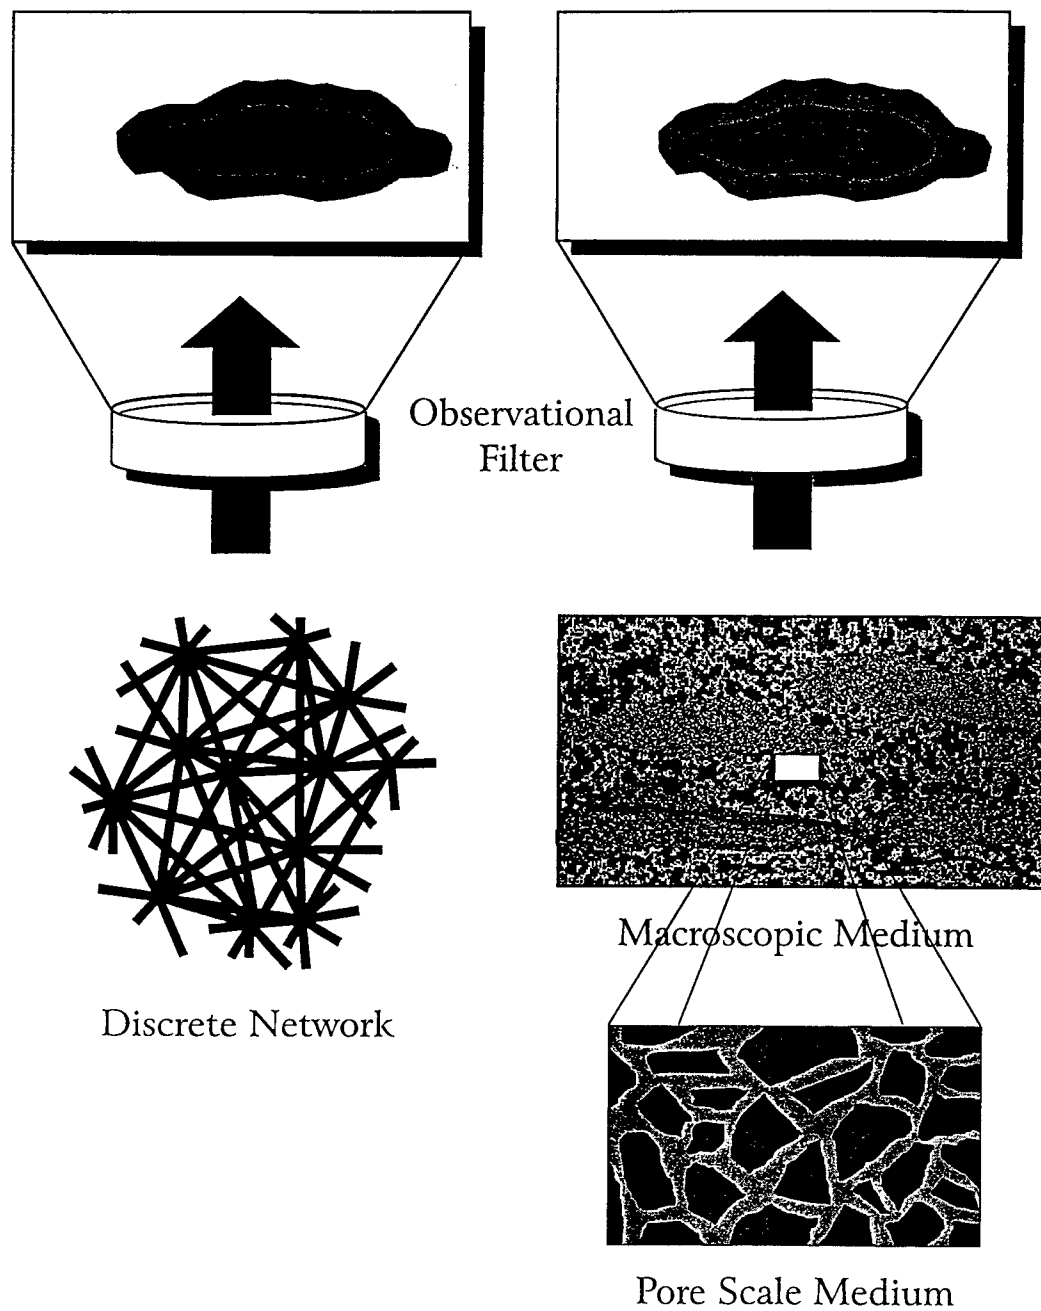 Observational
Filter
Macroscopic Medium
Discrete Network
Pore Scale Medium